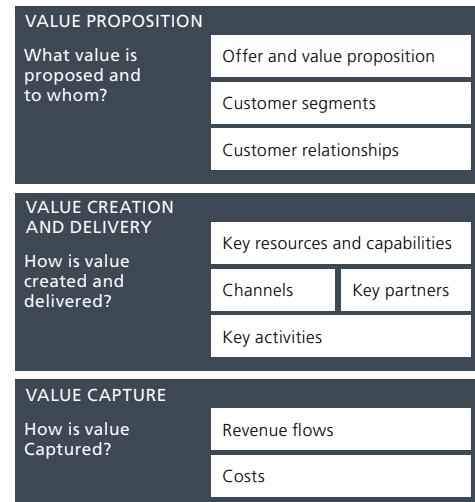 VALUE PROPOSITION
What value is
proposed and
to whom?
Offer and value proposition
Customer segments
Customer relationships
VALUE CREATION
AND DELIVERY
How is value
created and
delivered?
Key resources and capabilities
Channels
Key partners
Key activities
VALUE CAPTURE
How is value
Captured?
Revenue flows
Costs